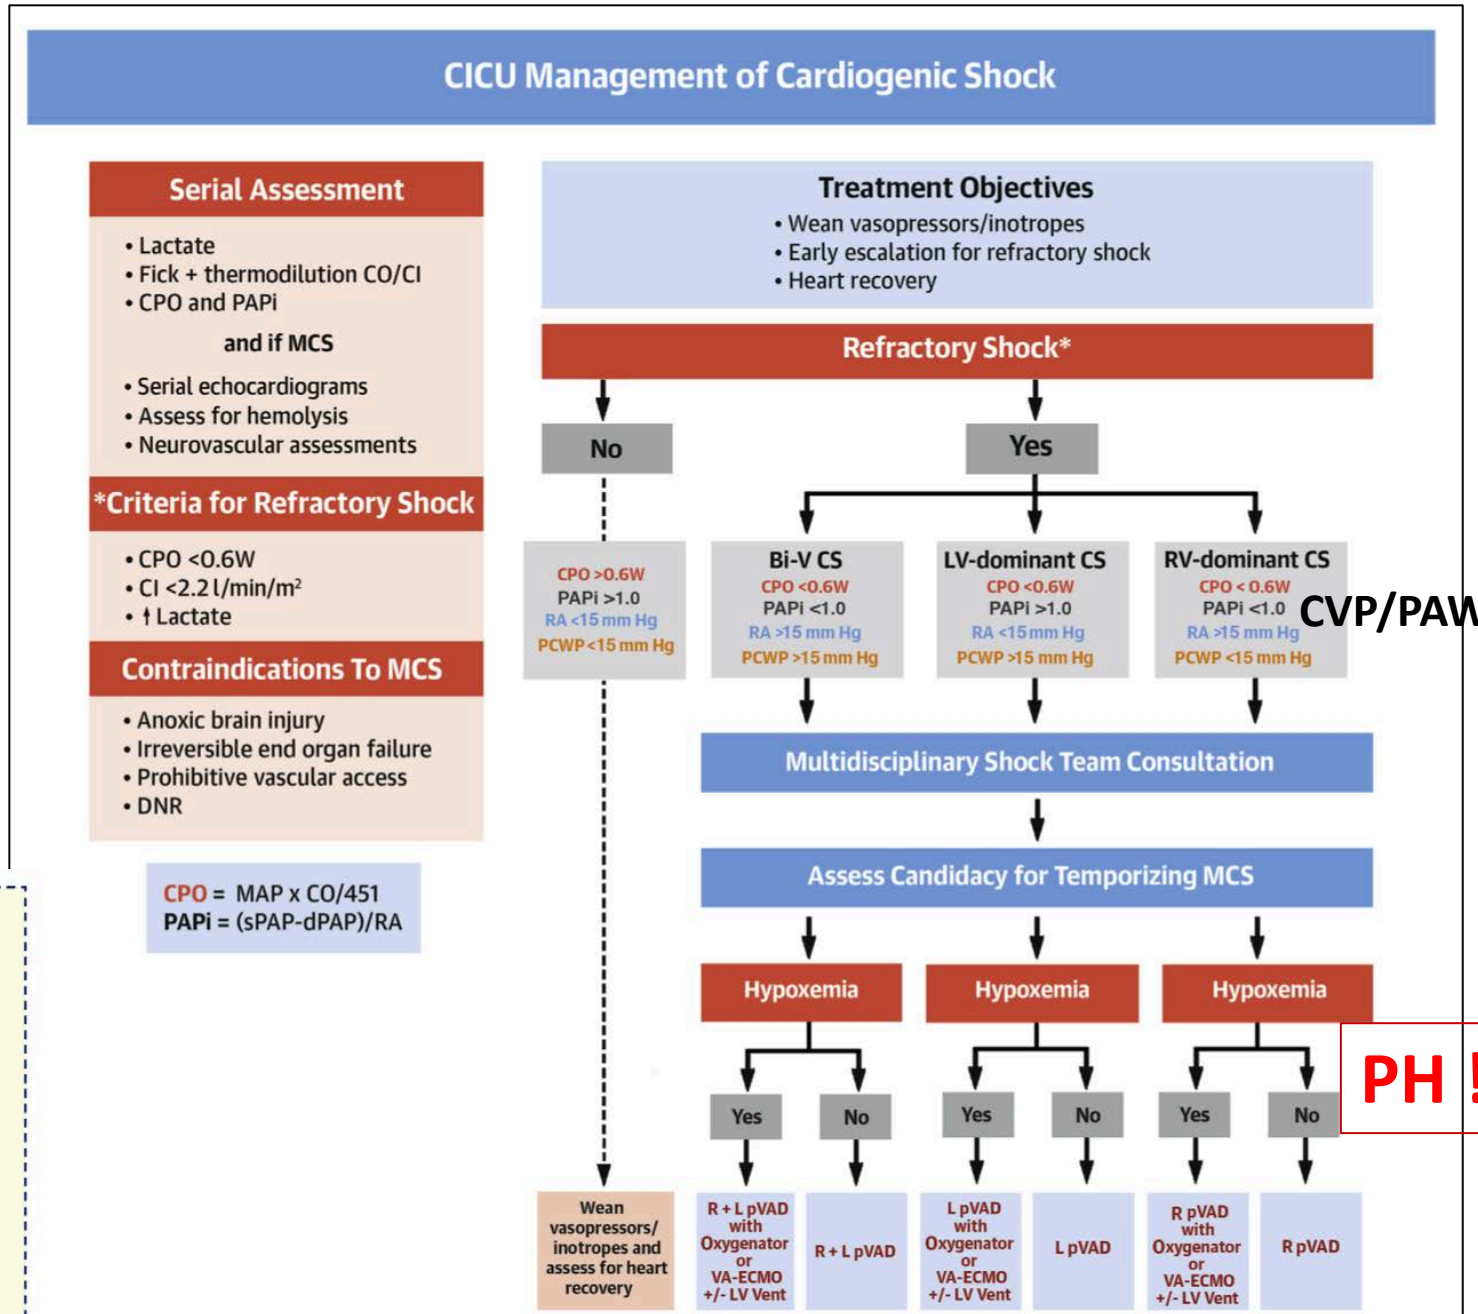 CICU Management of Cardiogenic Shock
Serial Assessment
• Lactate
• Fick + thermodilution CO/CI
• CPO and PAPi
and if MCS
• Serial echocardiograms
• Assess for hemolysis
• Neurovascular assessments
*Criteria for Refractory Shock
• CPO <0.6W
• CI <2.2 l/min/m²
• ↑ Lactate
Contraindications To MCS
• Anoxic brain injury
• Irreversible end organ failure
• Prohibitive vascular access
• DNR
CPO = MAP x CO/451
PAPi = (sPAP-dPAP)/RA
Treatment Objectives
• Wean vasopressors/inotropes
• Early escalation for refractory shock
• Heart recovery
Refractory Shock*
No
Yes
CPO >0.6W
PAPi >1.0
RA <15 mm Hg
PCWP <15 mm Hg
Bi-V CS
CPO <0.6W
PAPi <1.0
RA >15 mm Hg
PCWP >15 mm Hg
LV-dominant CS
CPO <0.6W
PAPi >1.0
RA <15 mm Hg
PCWP >15 mm Hg
RV-dominant CS
CPO < 0.6W
PAPi <1.0
RA >15 mm Hg
PCWP <15 mm Hg
CVP/PAW
Multidisciplinary Shock Team Consultation
Assess Candidacy for Temporizing MCS
Hypoxemia
Hypoxemia
Hypoxemia
PH !
Yes
No
Yes
No
Yes
No
Wean
vasopressors/
inotropes and
assess for heart
recovery
R + L pVAD
with
Oxygenator
or
VA-ECMO
+/- LV Vent
R + L pVAD
L pVAD
with
Oxygenator
or
VA-ECMO
+/- LV Vent
L pVAD
R pVAD
with
Oxygenator
or
VA-ECMO
+/- LV Vent
R pVAD